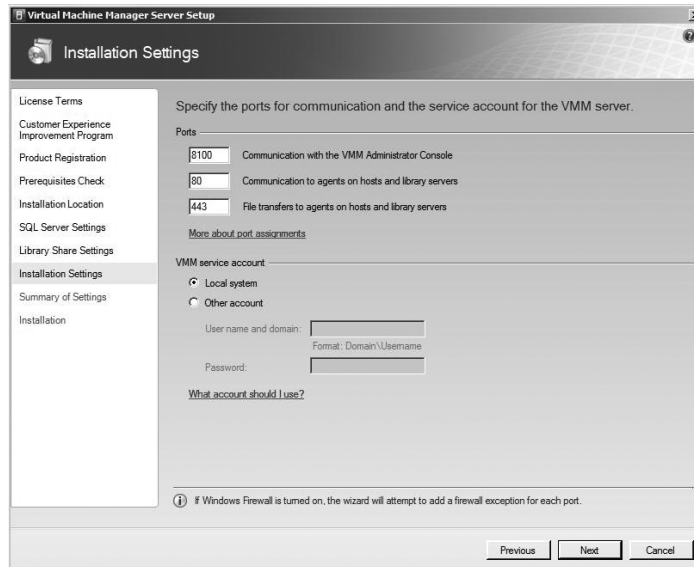 Virtual Machine Manager Server Setup
Installation Settings
License Terms
Customer Experience
Improvement Program
Product Registration
Prerequisites Check
Installation Location
SQL Server Settings
Library Share Settings
Installation Settings
Summary of Settings
Installation
Specify the ports for communication and the service account for the VMM server.
Ports
8100 Communication with the VMM Administrator Console
80 Communication to agents on hosts and library servers
443 File transfers to agents on hosts and library servers
More about port assignments
VMM service account
Local system
Other account
User name and domain:
Format: Domain\Username
Password:
What account should I use?
If Windows Firewall is turned on, the wizard will attempt to add a firewall exception for each port.
Previous Next Cancel